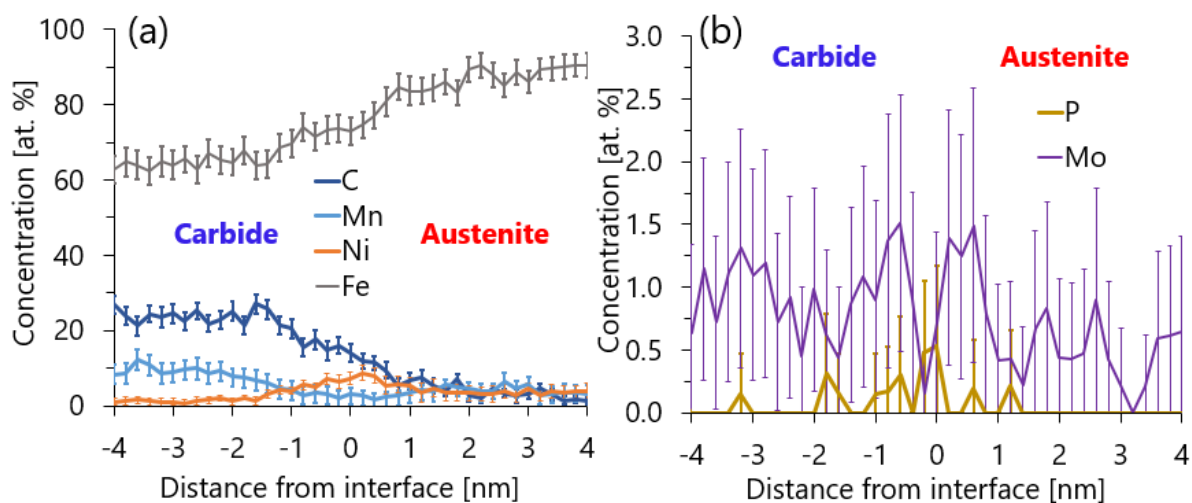 (a)
Concentration [at. %]
100
80
60
40
20
0
C
Mn
Ni
Fe
Carbide
Austenite
-4 -3 -2 -1 0 1 2 3 4
Distance from interface [nm]
(b)
Concentration [at. %]
3.0
2.5
2.0
1.5
1.0
0.5
0.0
Carbide
Austenite
P
Mo
-4 -3 -2 -1 0 1 2 3 4
Distance from interface [nm]